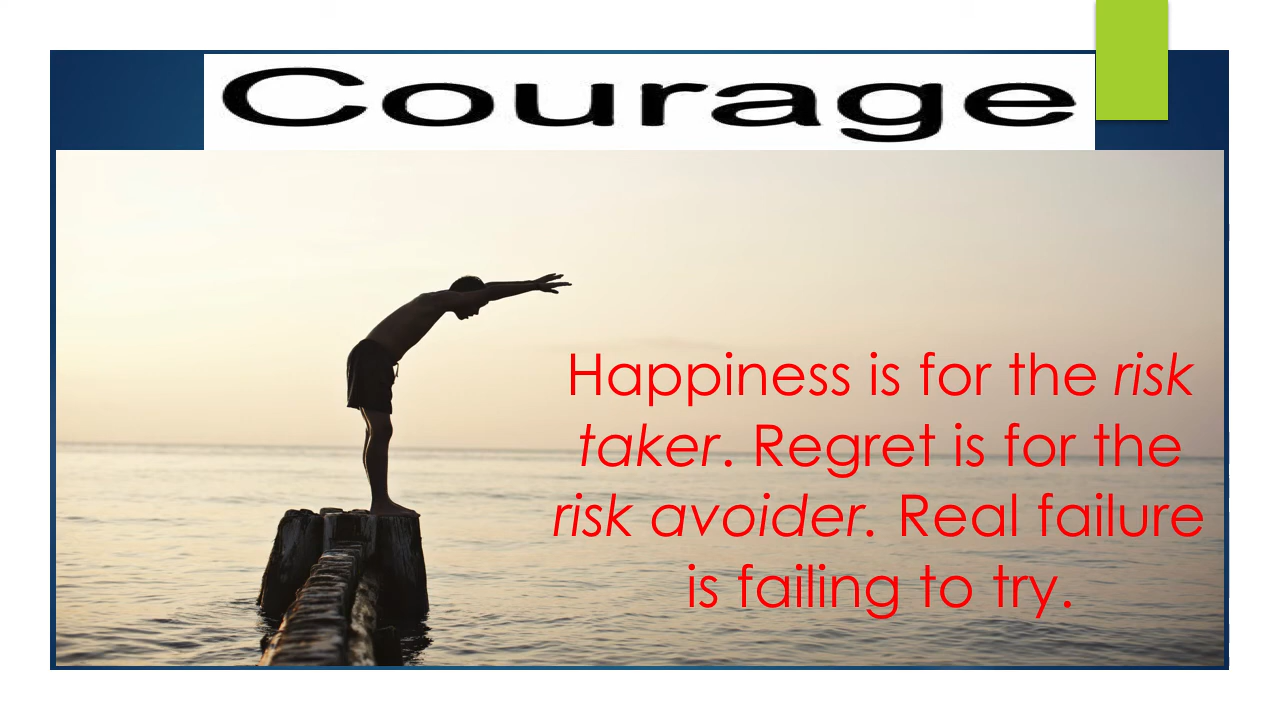 Courage
Happiness is for the risk
taker. Regret is for the
risk avoider. Real failure
is failing to try.